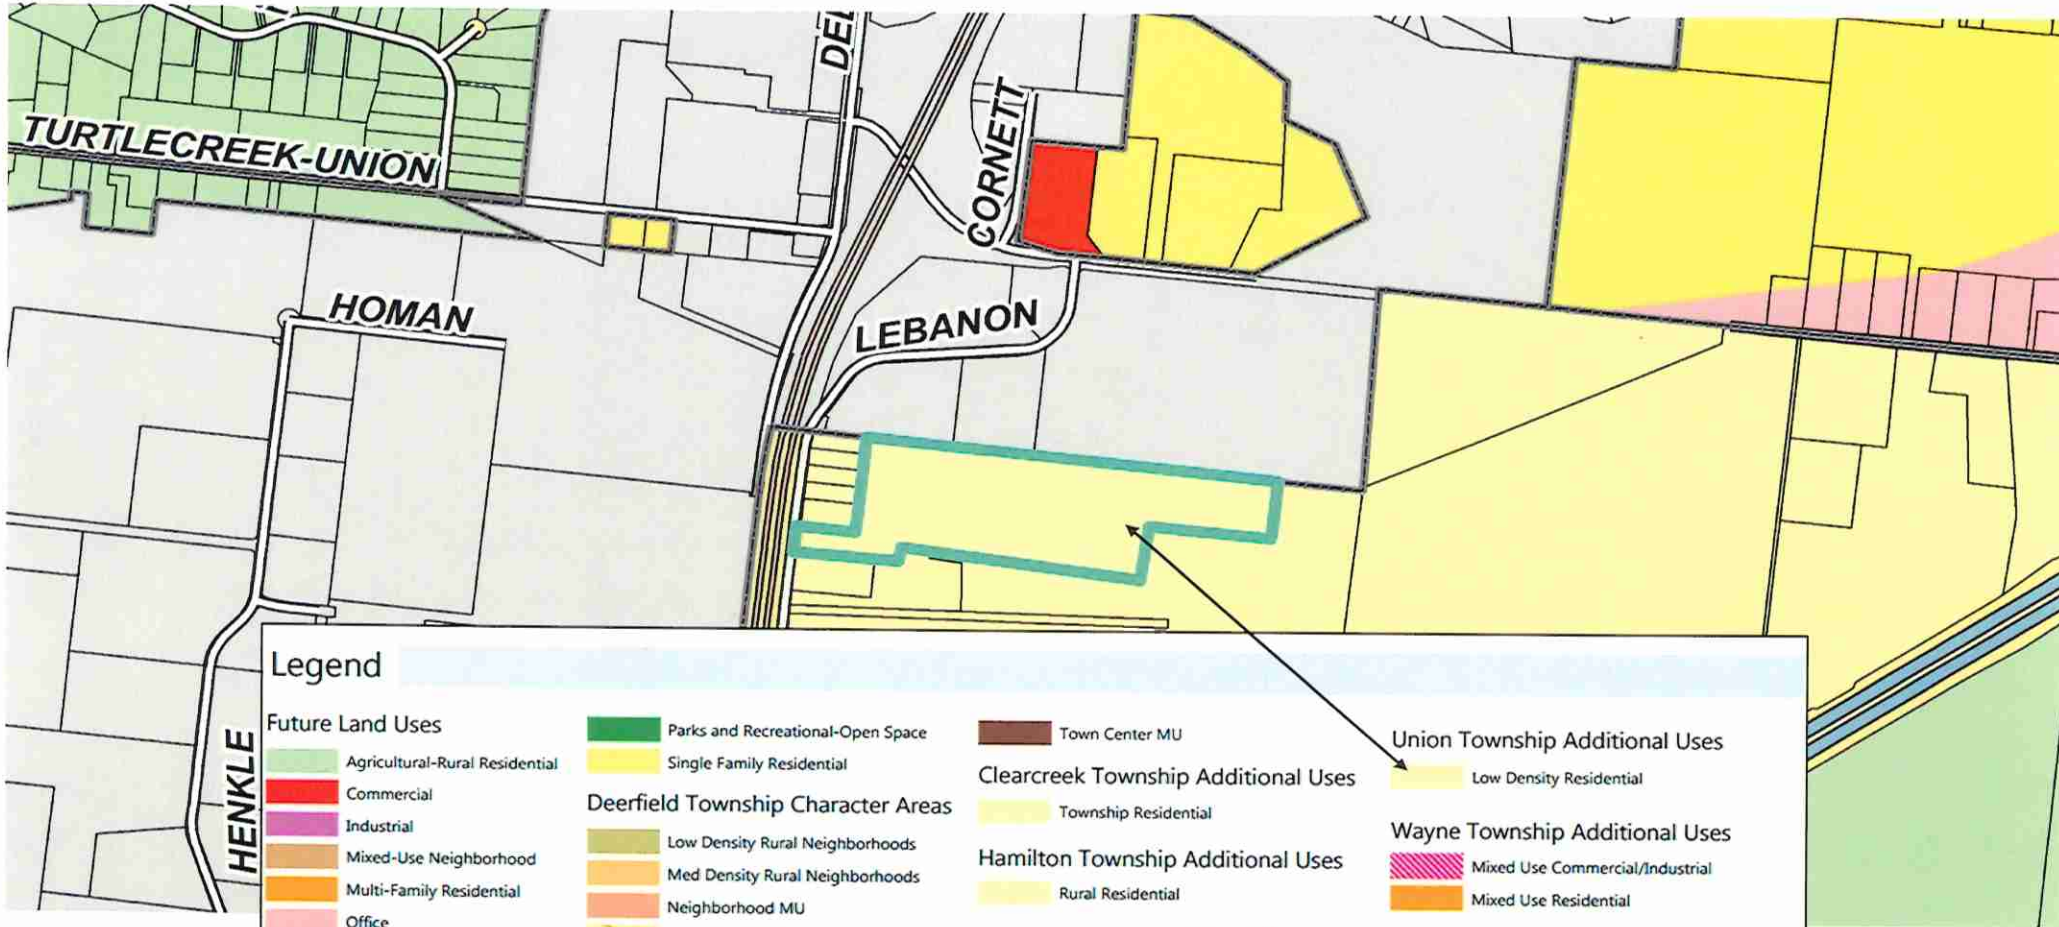 DEL
CORNETT
TURTLECREEK-UNION
HOMAN
LEBANON
HENKLE
Legend
Future Land Uses
Agricultural-Rural Residential
Commercial
Industrial
Mixed-Use Neighborhood
Multi-Family Residential
Office
Parks and Recreational-Open Space
Single Family Residential
Deerfield Township Character Areas
Low Density Rural Neighborhoods
Med Density Rural Neighborhoods
Neighborhood MU
Town Center MU
Clearcreek Township Additional Uses
Township Residential
Hamilton Township Additional Uses
Rural Residential
Union Township Additional Uses
Low Density Residential
Wayne Township Additional Uses
Mixed Use Commercial/Industrial
Mixed Use Residential